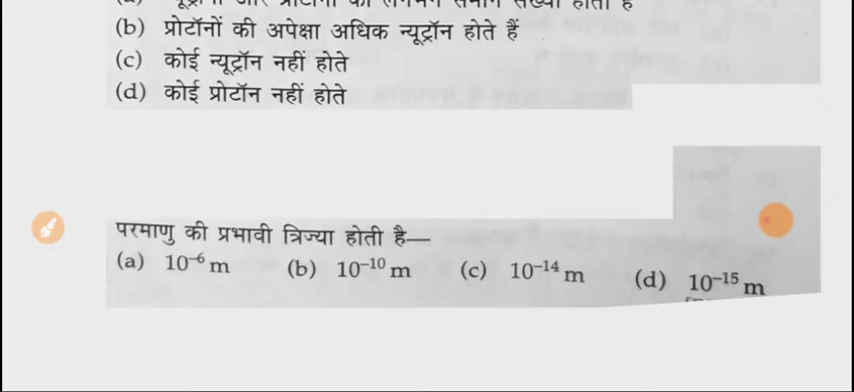 (b) प्रोटॉनों की अपेक्षा अधिक न्यूट्रॉन होते हैं
(c) कोई न्यूट्रॉन नहीं होते
(d) कोई प्रोटॉन नहीं होते
परमाणु की प्रभावी त्रिज्या होती है—
(a) 10⁻⁶ m (b) 10⁻¹⁰ m (c) 10⁻¹⁴ m (d) 10⁻¹⁵ m